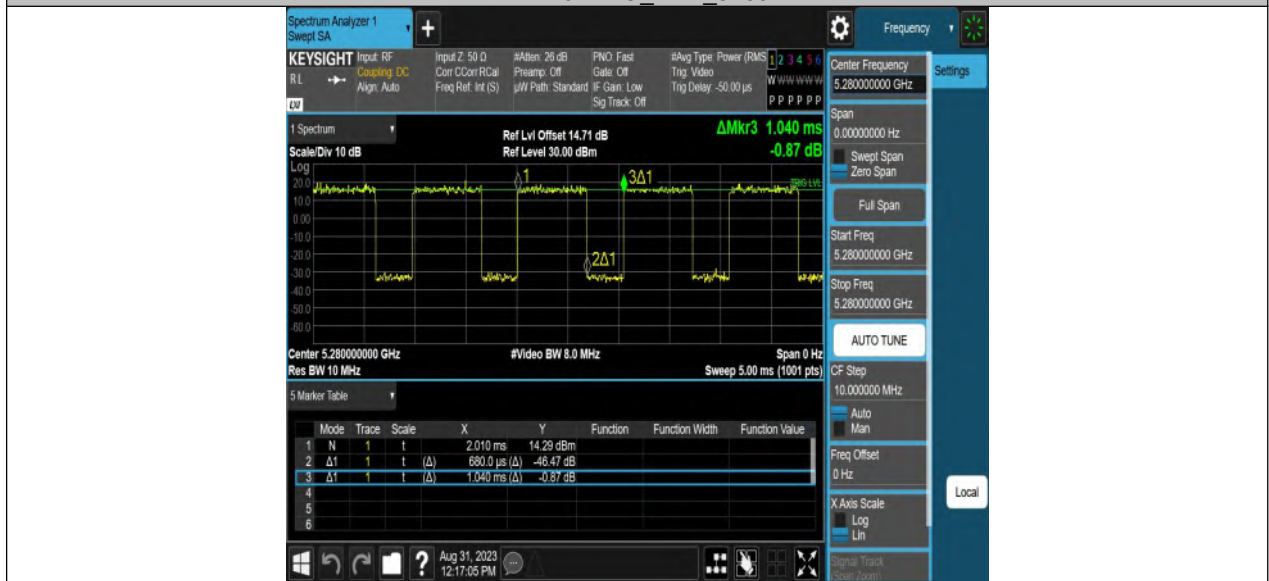 Spectrum Analyzer 1
Swept SA
+
Frequency
KEYSIGHT
RL
LXI
Input: RF
Coupling: DC
Align: Auto
Input Z: 50 Ω
Corr CCorr RCal
Freq Ref: Int (S)
#Atten: 26 dB
Preamp: Off
µW Path: Standard
PNO: Fast
Gate: Off
IF Gain: Low
Sig Track: Off
#Avg Type: Power (RMS
Trig: Video
Trig Delay: -50.00 µs
1 2 3 4 5 6
W W W W W W
P P P P P P
Center Frequency
5.280000000 GHz
Settings
1 Spectrum
Scale/Div 10 dB
Log
Ref Lvl Offset 14.71 dB
Ref Level 30.00 dBm
ΔMkr3 1.040 ms
-0.87 dB
20.0
10.0
0.00
-10.0
-20.0
-30.0
-40.0
-50.0
-60.0
1
3Δ1
2Δ1
TRIG LVL
Span
0.00000000 Hz
Swept Span
Zero Span
Full Span
Start Freq
5.280000000 GHz
Stop Freq
5.280000000 GHz
AUTO TUNE
Center 5.280000000 GHz
#Video BW 8.0 MHz
Span 0 Hz
Res BW 10 MHz
Sweep 5.00 ms (1001 pts)
CF Step
10.000000 MHz
Auto
Man
Freq Offset
0 Hz
X Axis Scale
Log
Lin
Signal Track
(Span Zoom)
Local
5 Marker Table
Mode Trace Scale X Y Function Function Width Function Value
1 N 1 t 2.010 ms 14.29 dBm
2 Δ1 1 t (Δ) 680.0 µs (Δ) -46.47 dB
3 Δ1 1 t (Δ) 1.040 ms (Δ) -0.87 dB
4
5
6
?
Aug 31, 2023
12:17:05 PM